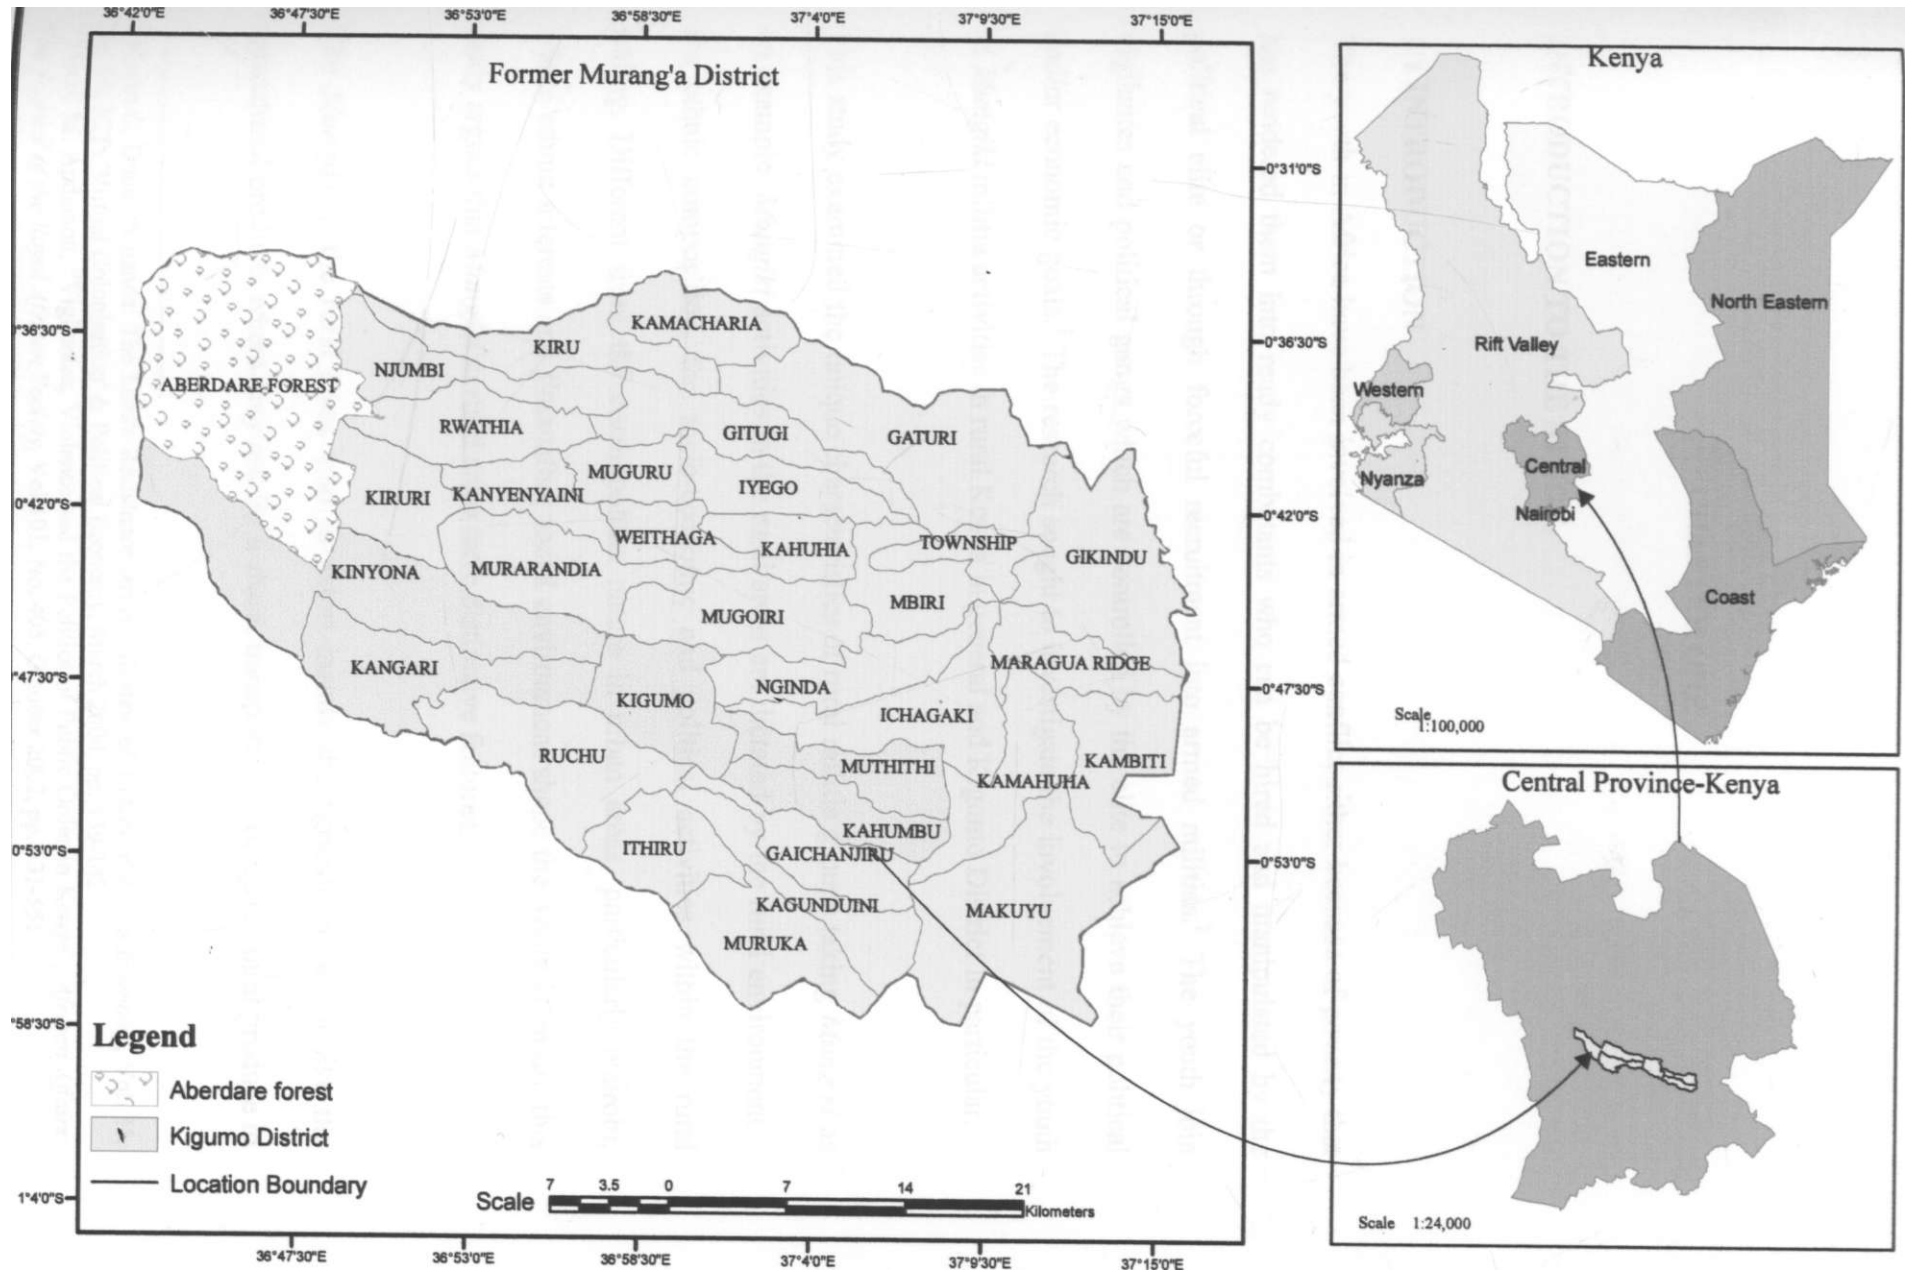 36°42'0"E 36°47'30"E 36°53'0"E 36°58'30"E 37°4'0"E 37°9'30"E 37°15'0"E
Former Murang'a District
KAMACHARIA
KIRU
NJUMBI
ABERDARE FOREST
RWATHIA
GITUGI
GATURI
MUGURU
IYEGO
KIRURI
KANYENYAINI
WEITHAGA
KAHUHIA
TOWNSHIP
GIKINDU
KINYONA
MURARANDIA
MBIRI
MUGOIRI
KANGARI
MARAGUA RIDGE
KIGUMO
NGINDA
ICHAGAKI
RUCHU
MUTHITHI
KAMBITI
KAMAHUHA
KAHUMBU
ITHIRU
GAICHANJIRU
KAGUNDUINI
MAKUYU
MURUKA
0°36'30"S
0°42'0"S
47'30"S
0°53'0"S
°58'30"S
1°4'0"S
0°31'0"S
0°36'30"S
0°42'0"S
0°47'30"S
0°53'0"S
Legend
Aberdare forest
Kigumo District
Location Boundary
Scale
7 3.5 0 7 14 21
Kilometers
36°47'30"E 36°53'0"E 36°58'30"E 37°4'0"E 37°9'30"E 37°15'0"E
Kenya
Eastern
North Eastern
Rift Valley
Western
Central
Nyanza
Nairobi
Coast
Scale
1:100,000
Central Province-Kenya
Scale 1:24,000